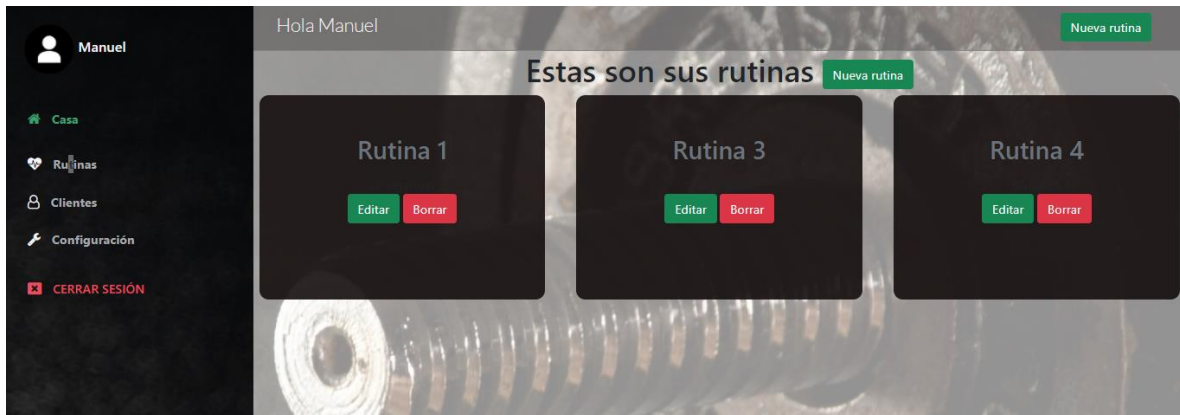 Manuel
Casa
Rutinas
Clientes
Configuración
CERRAR SESIÓN
Hola Manuel
Nueva rutina
Estas son sus rutinas Nueva rutina
Rutina 1
Editar Borrar
Rutina 3
Editar Borrar
Rutina 4
Editar Borrar